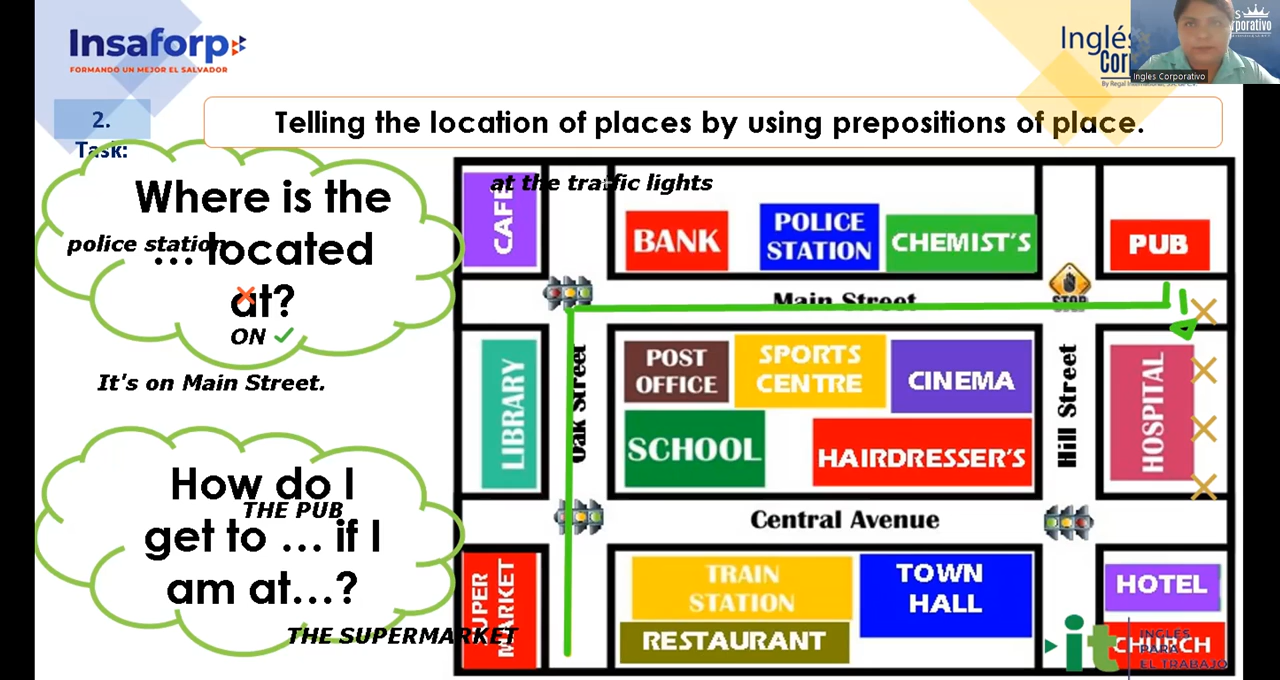 Insaforp
FORMANDO UN MEJOR EL SALVADOR
Inglés
Ingles Corporativo
2.
Task:
Telling the location of places by using prepositions of place.
Where is the
… located
at?
police station
ON
It's on Main Street.
How do I
get to … if I
am at…?
THE PUB
THE SUPERMARKET
at the traffic lights
CAFE
BANK
POLICE
STATION
CHEMIST'S
PUB
Main Street
STOP
LIBRARY
Oak Street
POST
OFFICE
SPORTS
CENTRE
CINEMA
SCHOOL
HAIRDRESSER'S
Hill Street
HOSPITAL
Central Avenue
SUPER
MARKET
TRAIN
STATION
TOWN
HALL
RESTAURANT
HOTEL
CHURCH
it
INGLÉS
PARA
EL TRABAJO